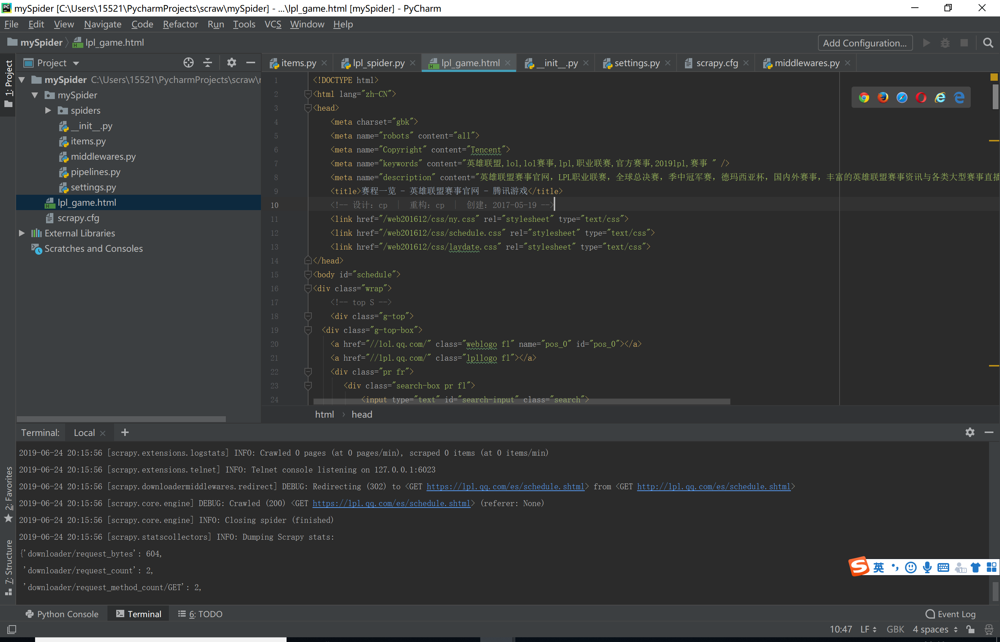 mySpider [C:\Users\15521\PycharmProjects\scraw\mySpider] - ...\lpl_game.html [mySpider] - PyCharm
File Edit View Navigate Code Refactor Run Tools VCS Window Help
mySpider lpl_game.html Add Configuration...
1: Project
2: Favorites
7: Structure
Project
mySpider C:\Users\15521\PycharmProjects\scraw\
mySpider
spiders
__init__.py
items.py
middlewares.py
pipelines.py
settings.py
lpl_game.html
scrapy.cfg
External Libraries
Scratches and Consoles
items.py lpl_spider.py lpl_game.html __init__.py settings.py scrapy.cfg middlewares.py
1 <!DOCTYPE html>
2 <html lang="zh-CN">
3 <head>
4 <meta charset="gbk">
5 <meta name="robots" content="all">
6 <meta name="Copyright" content="Tencent">
7 <meta name="keywords" content="英雄联盟,lol,lol赛事,lpl,职业联赛,官方赛事,2019lpl,赛事 " />
8 <meta name="description" content="英雄联盟赛事官网，LPL职业联赛，全球总决赛，季中冠军赛，德玛西亚杯，国内外赛事，丰富的英雄联盟赛事资讯与各类大型赛事直播
9 <title>赛程一览 - 英雄联盟赛事官网 - 腾讯游戏</title>
10 <!-- 设计：cp | 重构：cp | 创建：2017-05-19 -->
11 <link href="/web201612/css/ny.css" rel="stylesheet" type="text/css">
12 <link href="/web201612/css/schedule.css" rel="stylesheet" type="text/css">
13 <link href="/web201612/css/laydate.css" rel="stylesheet" type="text/css">
14 </head>
15 <body id="schedule">
16 <div class="wrap">
17 <!-- top S -->
18 <div class="g-top">
19 <div class="g-top-box">
20 <a href="//lol.qq.com/" class="weblogo fl" name="pos_0" id="pos_0"></a>
21 <a href="//lpl.qq.com/" class="lpllogo fl"></a>
22 <div class="pr fr">
23 <div class="search-box pr fl">
24 <input type="text" id="search-input" class="search">
html › head
Terminal: Local +
2019-06-24 20:15:56 [scrapy.extensions.logstats] INFO: Crawled 0 pages (at 0 pages/min), scraped 0 items (at 0 items/min)
2019-06-24 20:15:56 [scrapy.extensions.telnet] INFO: Telnet console listening on 127.0.0.1:6023
2019-06-24 20:15:56 [scrapy.downloadermiddlewares.redirect] DEBUG: Redirecting (302) to <GET https://lpl.qq.com/es/schedule.shtml> from <GET http://lpl.qq.com/es/schedule.shtml>
2019-06-24 20:15:56 [scrapy.core.engine] DEBUG: Crawled (200) <GET https://lpl.qq.com/es/schedule.shtml> (referer: None)
2019-06-24 20:15:56 [scrapy.core.engine] INFO: Closing spider (finished)
2019-06-24 20:15:56 [scrapy.statscollectors] INFO: Dumping Scrapy stats:
{'downloader/request_bytes': 604,
'downloader/request_count': 2,
'downloader/request_method_count/GET': 2,
英
Python Console Terminal 6: TODO Event Log
10:47 LF GBK 4 spaces